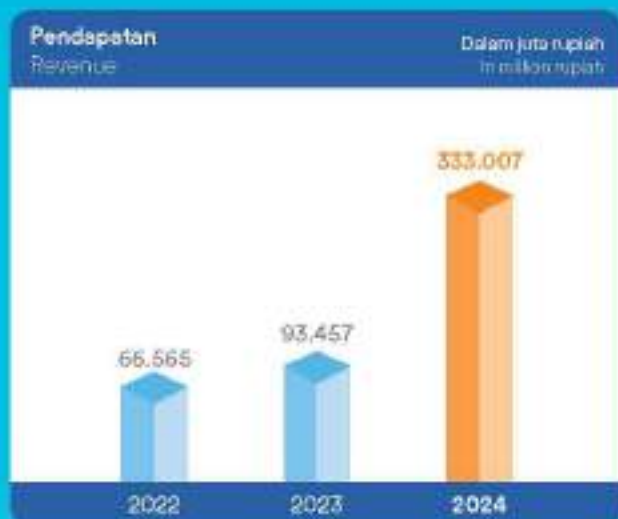 Pendapatan
Revenue
Dalam juta rupiah
In million rupiah
333.007
93.457
66.565
2022 2023 2024